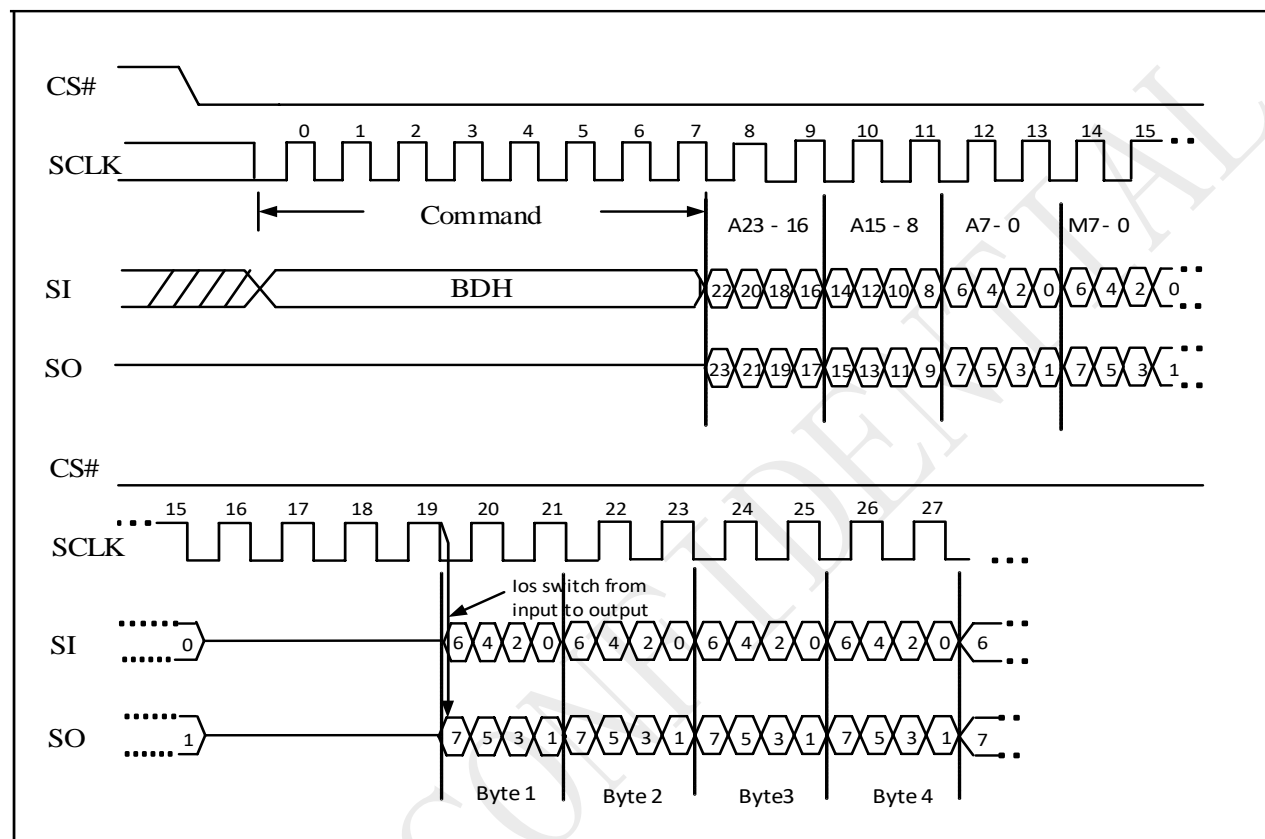 CS#
0 1 2 3 4 5 6 7 8 9 10 11 12 13 14 15
SCLK
Command
A23 - 16 A15 - 8 A7 - 0 M7 - 0
SI BDH 22 20 18 16 14 12 10 8 6 4 2 0 6 4 2 0
SO 23 21 19 17 15 13 11 9 7 5 3 1 7 5 3 1
CS#
15 16 17 18 19 20 21 22 23 24 25 26 27
SCLK
Ios switch from
input to output
SI 0 6 4 2 0 6 4 2 0 6 4 2 0 6 4 2 0 6
SO 1 7 5 3 1 7 5 3 1 7 5 3 1 7 5 3 1 7
Byte 1 Byte 2 Byte3 Byte 4
CONFIDENTIAL